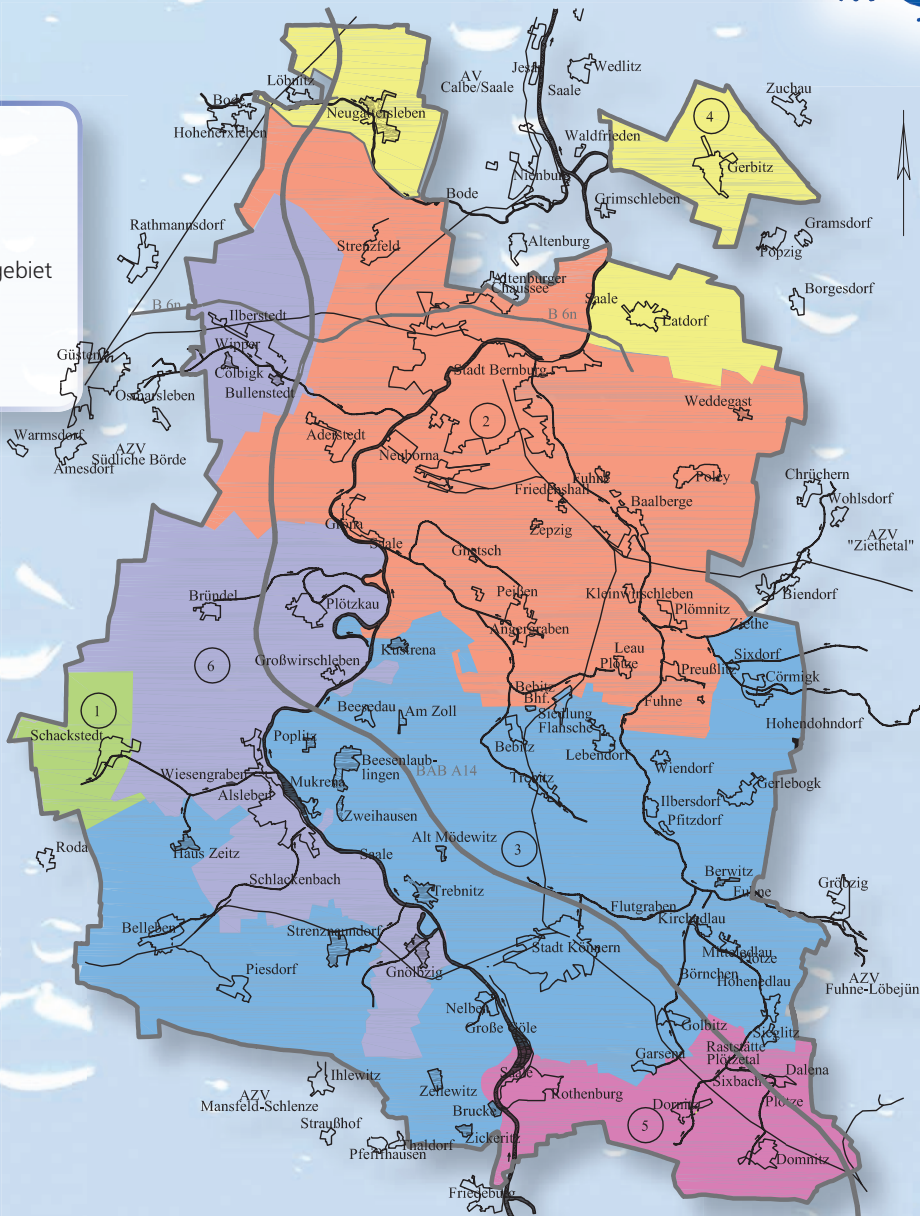 Löbnitz
Bode
Hohenerxleben
Neugattersleben
AV
Calbe/Saale
Saale
Wedlitz
Zuchau
4
Waldfrieden
Gerbitz
Nienburg
Bode
Grimschleben
Rathmannsdorf
Strenzfeld
Altenburg
Gramsdorf
Popzig
gebiet
Altenburger
Chaussee
Borgesdorf
B 6n
Saale
B 6n
Latdorf
Ilberstedt
Wipper
Güsten
Cölbigk
Bullenstedt
Osmarsleben
Stadt Bernburg
Weddegast
2
Warmsdorf
Amesdorf
AZV
Südliche Börde
Aderstedt
Neuborna
Friedenshall
Fuhne
Poley
Baalberge
Chrüchern
Wohlsdorf
Zepzig
AZV
"Ziethetal"
Gröna
Saale
Gnetsch
Bründel
Plötzkau
Peißen
Kleinwirschleben
Plömnitz
Biendorf
Angergraben
Ziethe
Kustrena
6
Großwirschleben
Leau
Plötze
Preußlitz
Sixdorf
Cörmigk
Bebitz
Bhf.
Fuhne
1
Schackstedt
Beesedau
Am Zoll
Siedlung
Flansche
Hohendohndorf
Poplitz
Bebitz
Lebendorf
Beesenlaub-
lingen
BAB A14
Wiendorf
Wiesengraben
Alsleben
Mukrena
Trebitz
Gerlebogk
Ilbersdorf
Pfitzdorf
Zweihausen
Alt Mödewitz
3
Roda
Haus Zeitz
Saale
Schlackenbach
Berwitz
Fuhne
Gröbzig
Trebnitz
Flutgraben
Kirchedlau
Belleben
Strenznaundorf
Stadt Könnern
Mitteledlau
Plötze
Gnölbzig
Börnchen
Hohenedlau
Piesdorf
AZV
Fuhne-Löbejün
Nelben
Große Göle
Golbitz
Sieglitz
Raststätte
Plötzetal
Garsena
Ihlewitz
Saale
Sixbach
Dalena
Zellewitz
Rothenburg
AZV
Mansfeld-Schlenze
Dornitz
Plötze
Brucke
5
Straußhof
Zickeritz
Pfeiffhausen
Thaldorf
Domnitz
Friedeburg